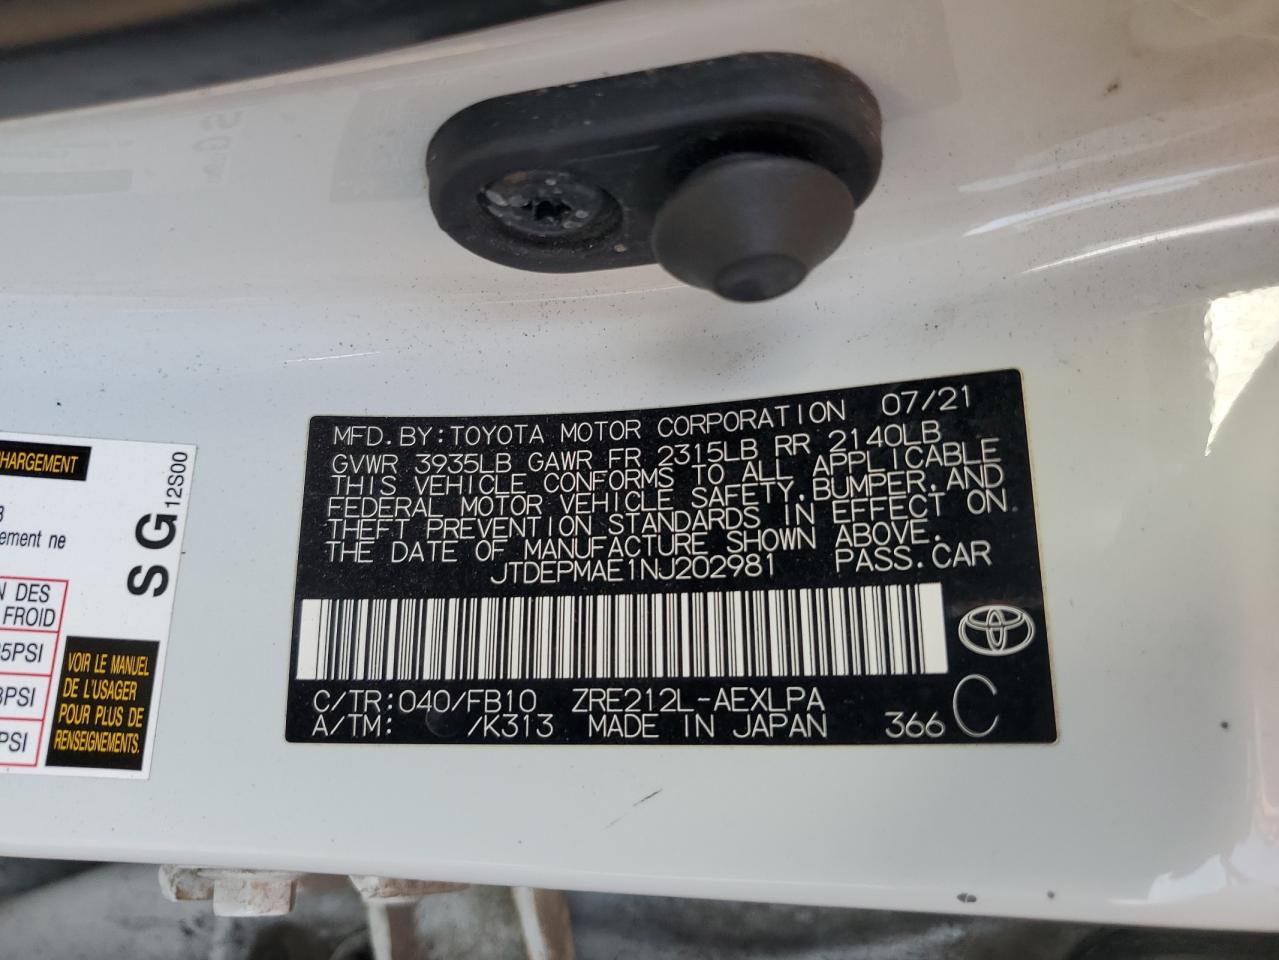 MFD. BY: TOYOTA MOTOR CORPORATION 07/21
GVWR 3935LB GAWR FR 2315LB RR 2140LB
THIS VEHICLE CONFORMS TO ALL APPLICABLE
FEDERAL MOTOR VEHICLE SAFETY, BUMPER, AND
THEFT PREVENTION STANDARDS IN EFFECT ON
THE DATE OF MANUFACTURE SHOWN ABOVE.
JTDEPMAE1NJ202981 PASS. CAR
C/TR: 040/FB10 ZRE212L-AEXLPA
A/TM: /K313 MADE IN JAPAN 366 C
HARGEMENT
ement ne
SG 12S00
N DES
FROID
5PSI
PSI
PSI
VOIR LE MANUEL
DE L'USAGER
POUR PLUS DE
RENSEIGNEMENTS.